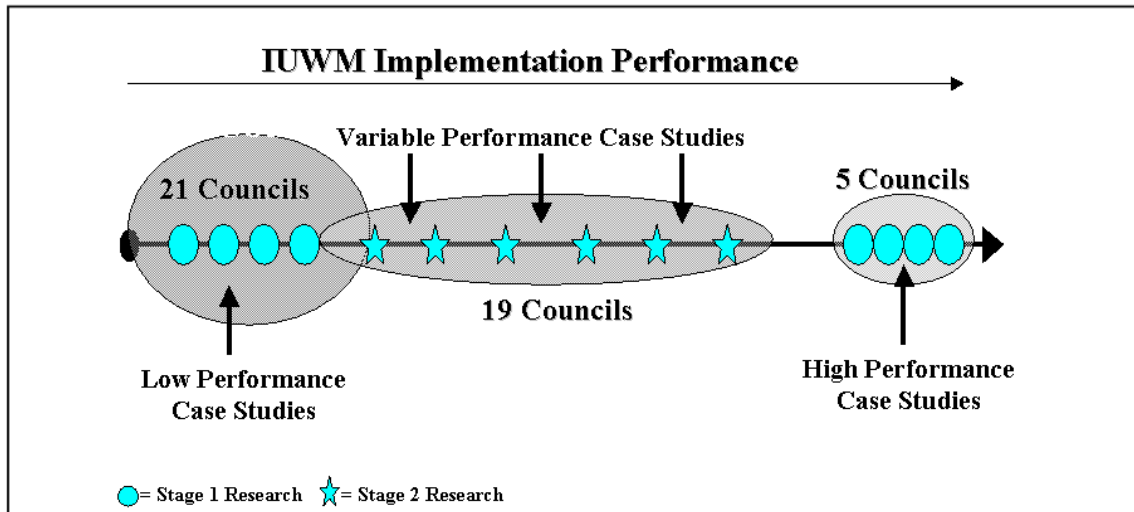 IUWM Implementation Performance
Variable Performance Case Studies
21 Councils
5 Councils
19 Councils
Low Performance
Case Studies
High Performance
Case Studies
= Stage 1 Research = Stage 2 Research